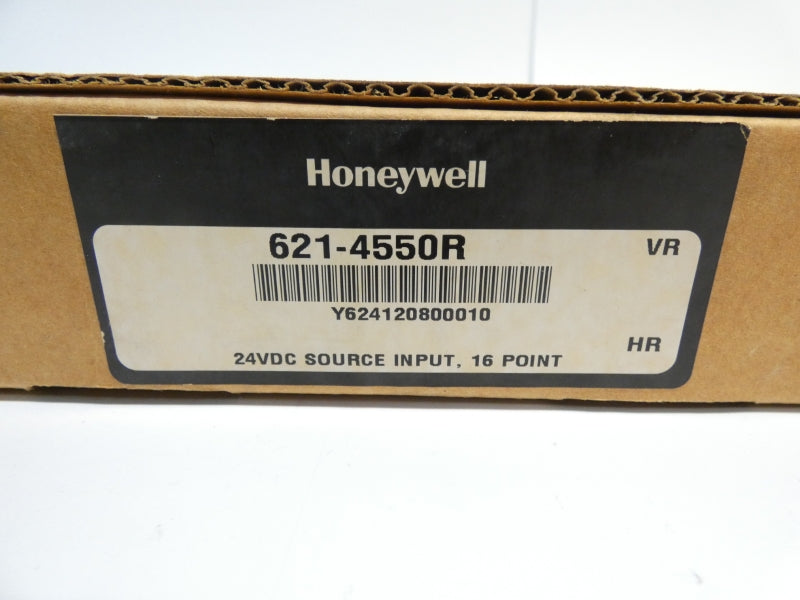 Honeywell
621-4550R VR
Y624120800010
HR
24VDC SOURCE INPUT, 16 POINT